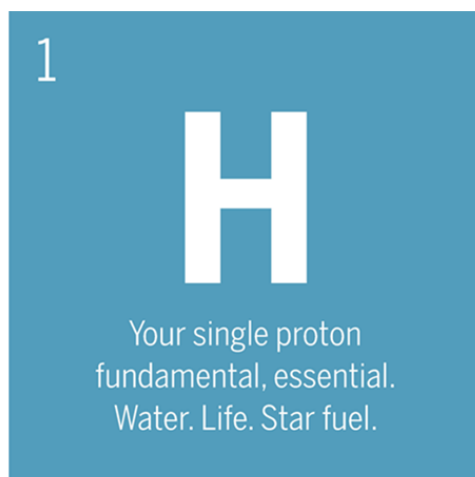 1
H
Your single proton
fundamental, essential.
Water. Life. Star fuel.